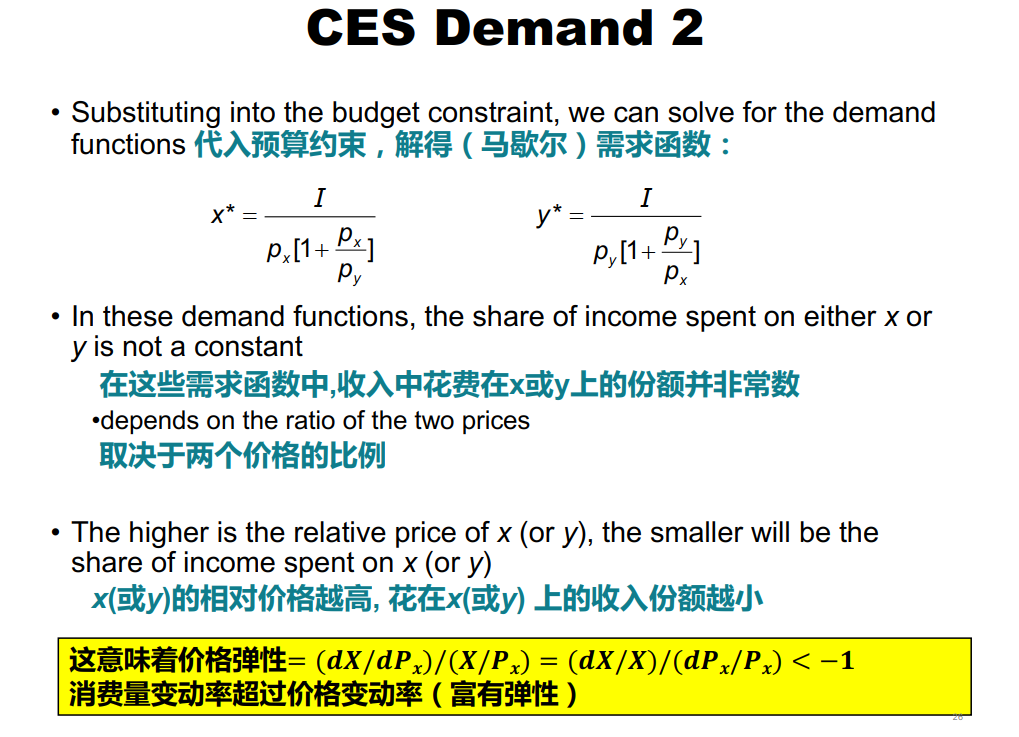 CES Demand 2
• Substituting into the budget constraint, we can solve for the demand
functions 代入预算约束，解得（马歇尔）需求函数：
x* = I / p_x[1+ p_x / p_y]    y* = I / p_y[1+ p_y / p_x]
• In these demand functions, the share of income spent on either x or
y is not a constant
在这些需求函数中,收入中花费在x或y上的份额并非常数
•depends on the ratio of the two prices
取决于两个价格的比例
• The higher is the relative price of x (or y), the smaller will be the
share of income spent on x (or y)
x(或y)的相对价格越高, 花在x(或y) 上的收入份额越小
这意味着价格弹性= (dX/dP_x)/(X/P_x) = (dX/X)/(dP_x/P_x) < −1
消费量变动率超过价格变动率（富有弹性）
26